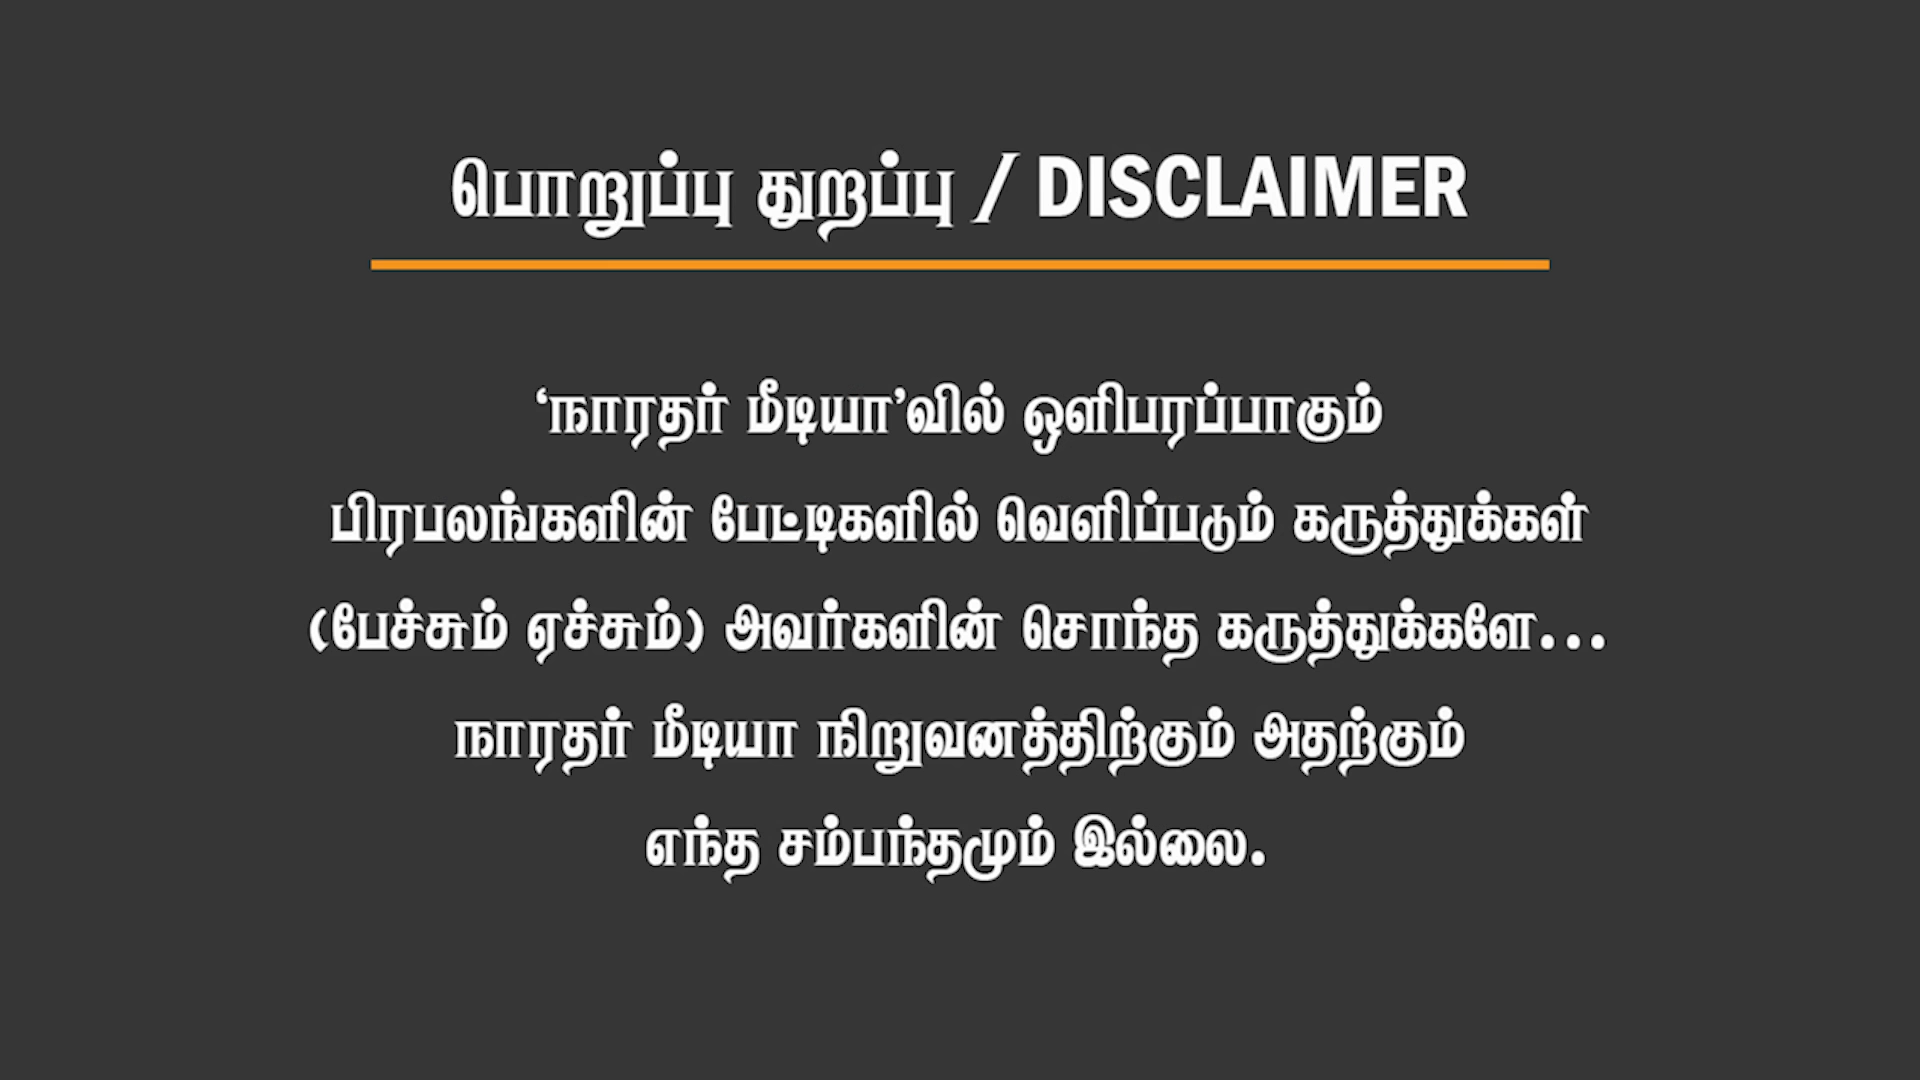 பொறுப்பு துறப்பு / DISCLAIMER
‘நாரதர் மீடியா’வில் ஒளிபரப்பாகும்
பிரபலங்களின் பேட்டிகளில் வெளிப்படும் கருத்துக்கள்
(பேச்சும் ஏச்சும்) அவர்களின் சொந்த கருத்துக்களே...
நாரதர் மீடியா நிறுவனத்திற்கும் அதற்கும்
எந்த சம்பந்தமும் இல்லை.